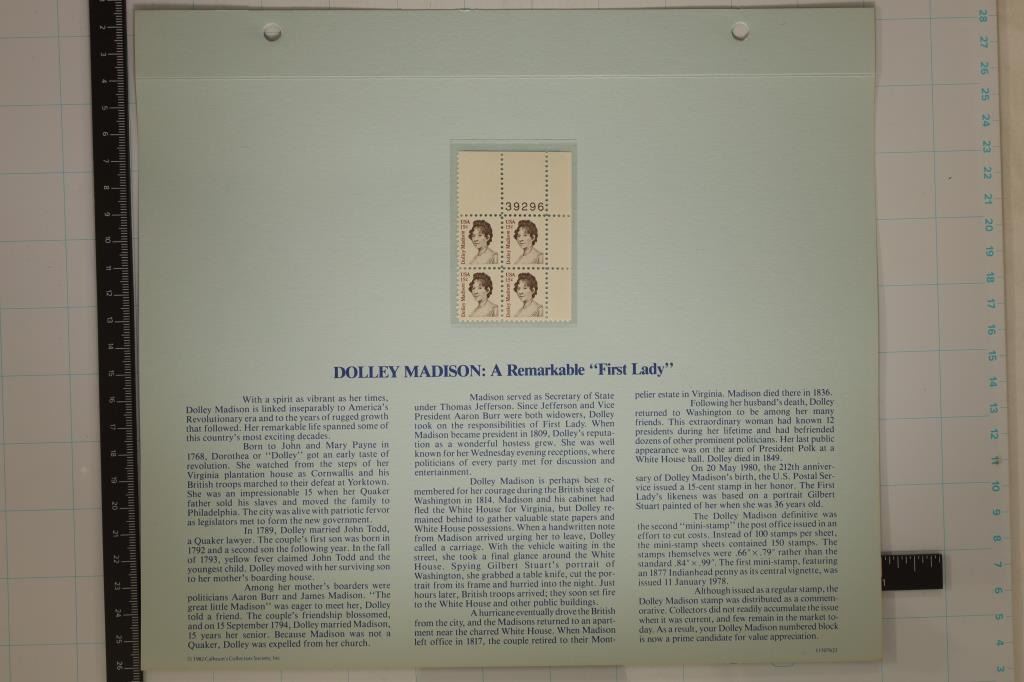 39296
USA
15c
Dolley Madison
USA
15c
Dolley Madison
USA
15c
Dolley Madison
USA
15c
Dolley Madison
DOLLEY MADISON: A Remarkable “First Lady”
With a spirit as vibrant as her times,
Dolley Madison is linked inseparably to America's
Revolutionary era and to the years of rugged growth
that followed. Her remarkable life spanned some of
this country's most exciting decades.
Born to John and Mary Payne in
1768, Dorothea or “Dolley” got an early taste of
revolution. She watched from the steps of her
Virginia plantation house as Cornwallis and his
British troops marched to their defeat at Yorktown.
She was an impressionable 15 when her Quaker
father sold his slaves and moved the family to
Philadelphia. The city was alive with patriotic fervor
as legislators met to form the new government.
In 1789, Dolley married John Todd,
a Quaker lawyer. The couple's first son was born in
1792 and a second son the following year. In the fall
of 1793, yellow fever claimed John Todd and the
youngest child. Dolley moved with her surviving son
to her mother's boarding house.
Among her mother's boarders were
politicians Aaron Burr and James Madison. “The
great little Madison” was eager to meet her, Dolley
told a friend. The couple's friendship blossomed,
and on 15 September 1794, Dolley married Madison,
15 years her senior. Because Madison was not a
Quaker, Dolley was expelled from her church.
Madison served as Secretary of State
under Thomas Jefferson. Since Jefferson and Vice
President Aaron Burr were both widowers, Dolley
took on the responsibilities of First Lady. When
Madison became president in 1809, Dolley's reputa-
tion as a wonderful hostess grew. She was well
known for her Wednesday evening receptions, where
politicians of every party met for discussion and
entertainment.
Dolley Madison is perhaps best re-
membered for her courage during the British siege of
Washington in 1814. Madison and his cabinet had
fled the White House for Virginia, but Dolley re-
mained behind to gather valuable state papers and
White House possessions. When a handwritten note
from Madison arrived urging her to leave, Dolley
called a carriage. With the vehicle waiting in the
street, she took a final glance around the White
House. Spying Gilbert Stuart's portrait of
Washington, she grabbed a table knife, cut the por-
trait from its frame and hurried into the night. Just
hours later, British troops arrived; they soon set fire
to the White House and other public buildings.
A hurricane eventually drove the British
from the city, and the Madisons returned to an apart-
ment near the charred White House. When Madison
left office in 1817, the couple retired to their Mont-
pelier estate in Virginia. Madison died there in 1836.
Following her husband's death, Dolley
returned to Washington to be among her many
friends. This extraordinary woman had known 12
presidents during her lifetime and had befriended
dozens of other prominent politicians. Her last public
appearance was on the arm of President Polk at a
White House ball. Dolley died in 1849.
On 20 May 1980, the 212th anniver-
sary of Dolley Madison's birth, the U.S. Postal Ser-
vice issued a 15-cent stamp in her honor. The First
Lady's likeness was based on a portrait Gilbert
Stuart painted of her when she was 36 years old.
The Dolley Madison definitive was
the second “mini-stamp” the post office issued in an
effort to cut costs. Instead of 100 stamps per sheet,
the mini-stamp sheets contained 150 stamps. The
stamps themselves were .66" × .79" rather than the
standard .84" × .99". The first mini-stamp, featuring
an 1877 Indianhead penny as its central vignette, was
issued 11 January 1978.
Although issued as a regular stamp, the
Dolley Madison stamp was distributed as a commem-
orative. Collectors did not readily accumulate the issue
when it was current, and few remain in the market to-
day. As a result, your Dolley Madison numbered block
is now a prime candidate for value appreciation.
© 1982 Calhoun's Collectors Society, Inc.